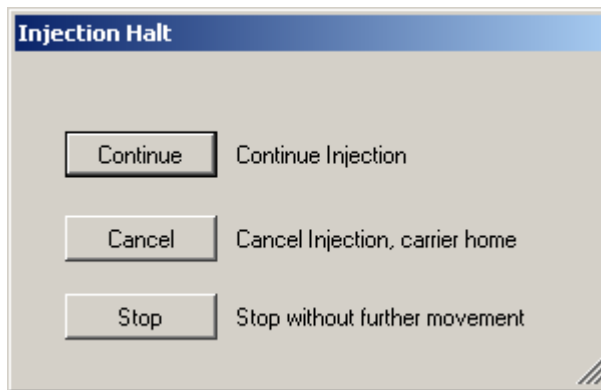 Injection Halt
Continue Continue Injection
Cancel Cancel Injection, carrier home
Stop Stop without further movement